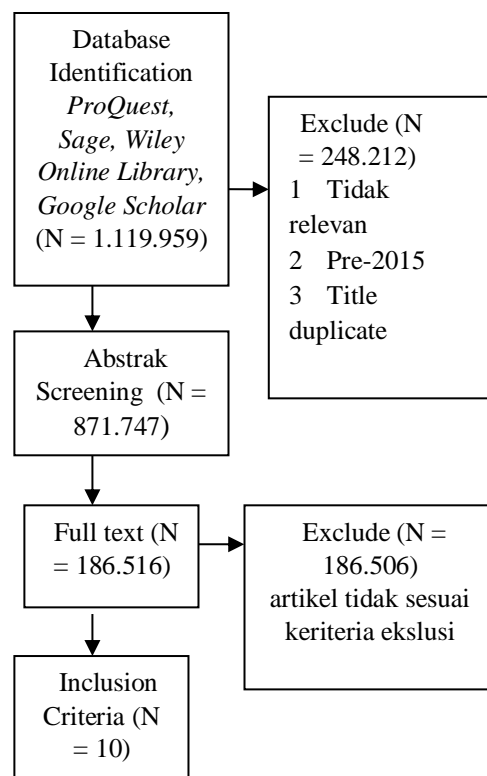 Database
Identification
ProQuest,
Sage, Wiley
Online Library,
Google Scholar
(N = 1.119.959)
Exclude (N
= 248.212)
1 Tidak
relevan
2 Pre-2015
3 Title
duplicate
Abstrak
Screening (N =
871.747)
Full text (N
= 186.516)
Exclude (N =
186.506)
artikel tidak sesuai
keriteria ekslusi
Inclusion
Criteria (N
= 10)